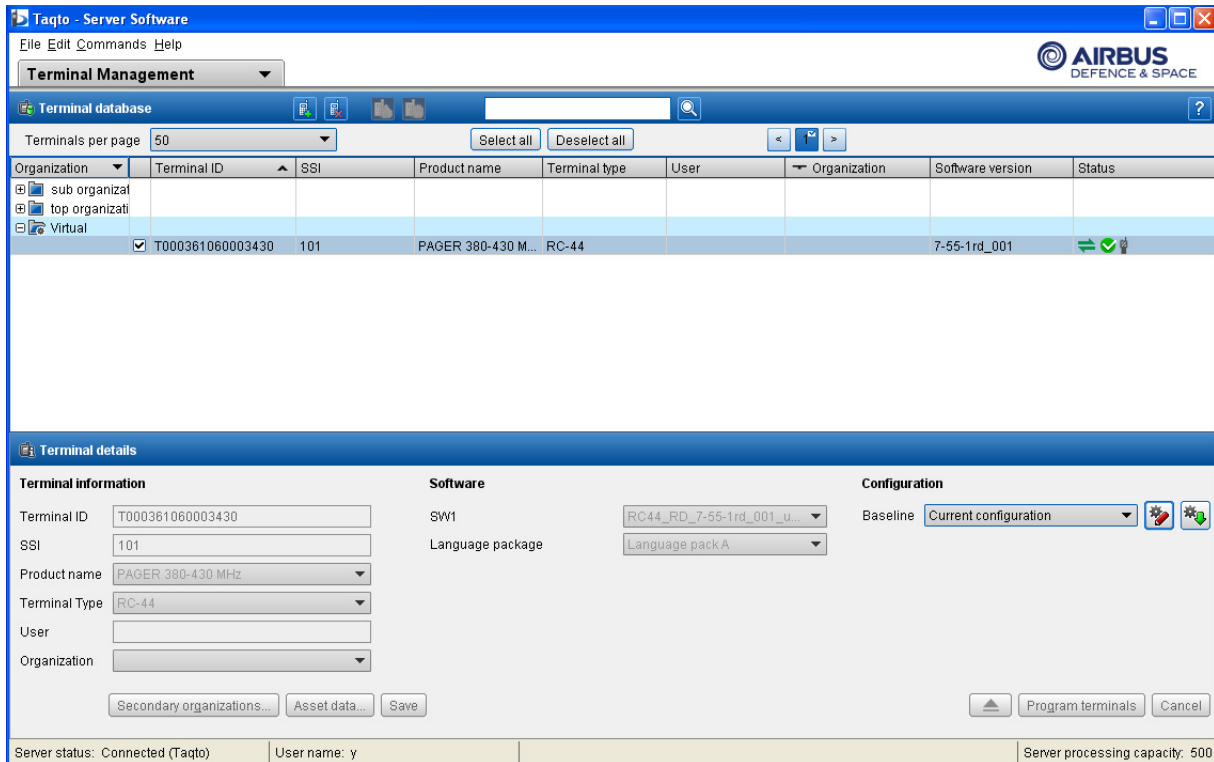 Taqto - Server Software
File Edit Commands Help
AIRBUS
DEFENCE & SPACE
Terminal Management
Terminal database
?
Terminals per page 50 Select all Deselect all < 1 >
Organization Terminal ID SSI Product name Terminal type User Organization Software version Status
sub organizat
top organizati
Virtual
T000361060003430 101 PAGER 380-430 M... RC-44 7-55-1rd_001
Terminal details
Terminal information Software Configuration
Terminal ID T000361060003430 SW1 RC44_RD_7-55-1rd_001_u... Baseline Current configuration
SSI 101 Language package Language pack A
Product name PAGER 380-430 MHz
Terminal Type RC-44
User
Organization
Secondary organizations... Asset data... Save Program terminals Cancel
Server status: Connected (Taqto) User name: y Server processing capacity: 500